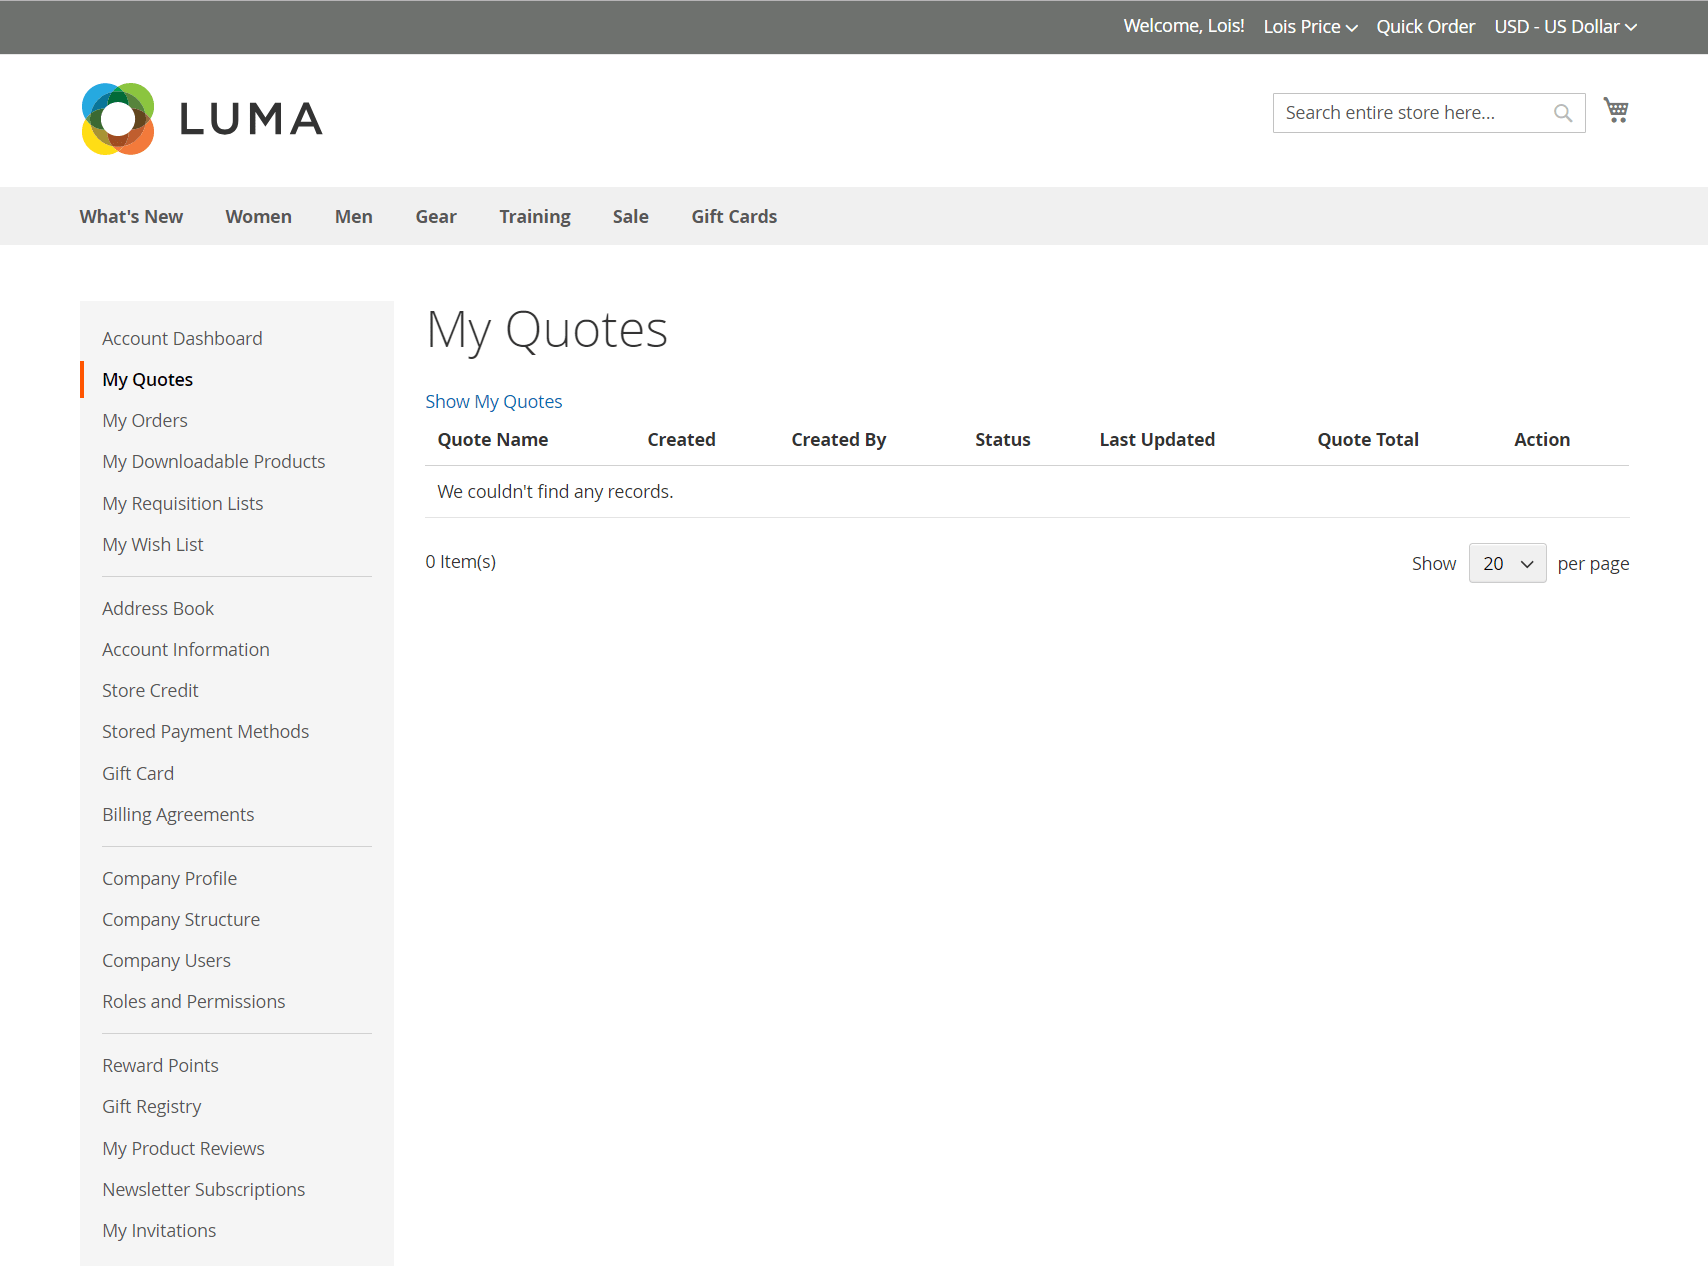 Welcome, Lois! Lois Price Quick Order USD - US Dollar
LUMA
Search entire store here...
What's New Women Men Gear Training Sale Gift Cards
Account Dashboard
My Quotes
My Orders
My Downloadable Products
My Requisition Lists
My Wish List
Address Book
Account Information
Store Credit
Stored Payment Methods
Gift Card
Billing Agreements
Company Profile
Company Structure
Company Users
Roles and Permissions
Reward Points
Gift Registry
My Product Reviews
Newsletter Subscriptions
My Invitations
My Quotes
Show My Quotes
Quote Name Created Created By Status Last Updated Quote Total Action
We couldn't find any records.
0 Item(s)
Show 20 per page